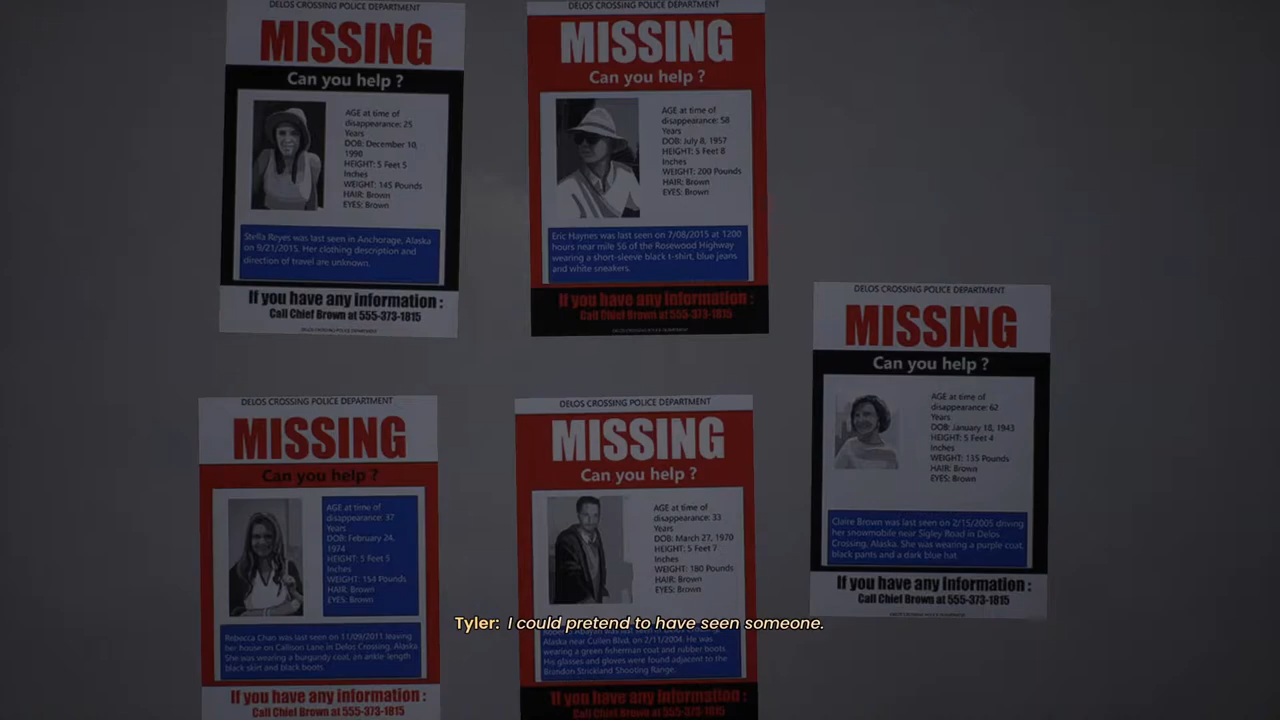 DELOS CROSSING POLICE DEPARTMENT
MISSING
Can you help ?
AGE at time of
disappearance: 25
Years
DOB: December 10,
1990
HEIGHT: 5 Feet 5
Inches
WEIGHT: 145 Pounds
HAIR: Brown
EYES: Brown
Stella Reyes was last seen in Anchorage, Alaska
on 9/21/2015. Her clothing description and
direction of travel are unknown.
If you have any information :
Call Chief Brown at 555-373-1815
DELOS CROSSING POLICE DEPARTMENT
DELOS CROSSING POLICE DEPARTMENT
MISSING
Can you help ?
AGE at time of
disappearance: 58
Years
DOB: July 8, 1957
HEIGHT: 5 Feet 8
Inches
WEIGHT: 200 Pounds
HAIR: Brown
EYES: Brown
Eric Haynes was last seen on 7/08/2015 at 1200
hours near mile 56 of the Rosewood Highway
wearing a short-sleeve black t-shirt, blue jeans
and white sneakers.
If you have any information :
Call Chief Brown at 555-373-1815
DELOS CROSSING POLICE DEPARTMENT
DELOS CROSSING POLICE DEPARTMENT
MISSING
Can you help ?
AGE at time of
disappearance: 62
Years
DOB: January 18, 1943
HEIGHT: 5 Feet 4
Inches
WEIGHT: 135 Pounds
HAIR: Brown
EYES: Brown
Claire Brown was last seen on 2/15/2005 driving
her snowmobile near Sigley Road in Delos
Crossing, Alaska. She was wearing a purple coat,
black pants and a dark blue hat.
If you have any information :
Call Chief Brown at 555-373-1815
DELOS CROSSING POLICE DEPARTMENT
DELOS CROSSING POLICE DEPARTMENT
MISSING
Can you help ?
AGE at time of
disappearance: 37
Years
DOB: February 24,
1974
HEIGHT: 5 Feet 5
Inches
WEIGHT: 154 Pounds
HAIR: Brown
EYES: Brown
Rebecca Chan was last seen on 11/09/2011 leaving
her house on Callison Lane in Delos Crossing, Alaska.
She was wearing a burgundy coat, an ankle length
black skirt and black boots.
If you have any information :
Call Chief Brown at 555-373-1815
DELOS CROSSING POLICE DEPARTMENT
MISSING
Can you help ?
AGE at time of
disappearance: 33
Years
DOB: March 27, 1970
HEIGHT: 5 Feet 7
Inches
WEIGHT: 180 Pounds
HAIR: Brown
EYES: Brown
was last seen in Delos Crossing,
Alaska near Cullen Blvd, on 2/11/2004. He was
wearing a green fisherman coat and rubber boots.
His glasses and gloves were found adjacent to the
Brandon Strickland Shooting Range.
If you have any information :
Call Chief Brown at 555-373-1815
Tyler: I could pretend to have seen someone.